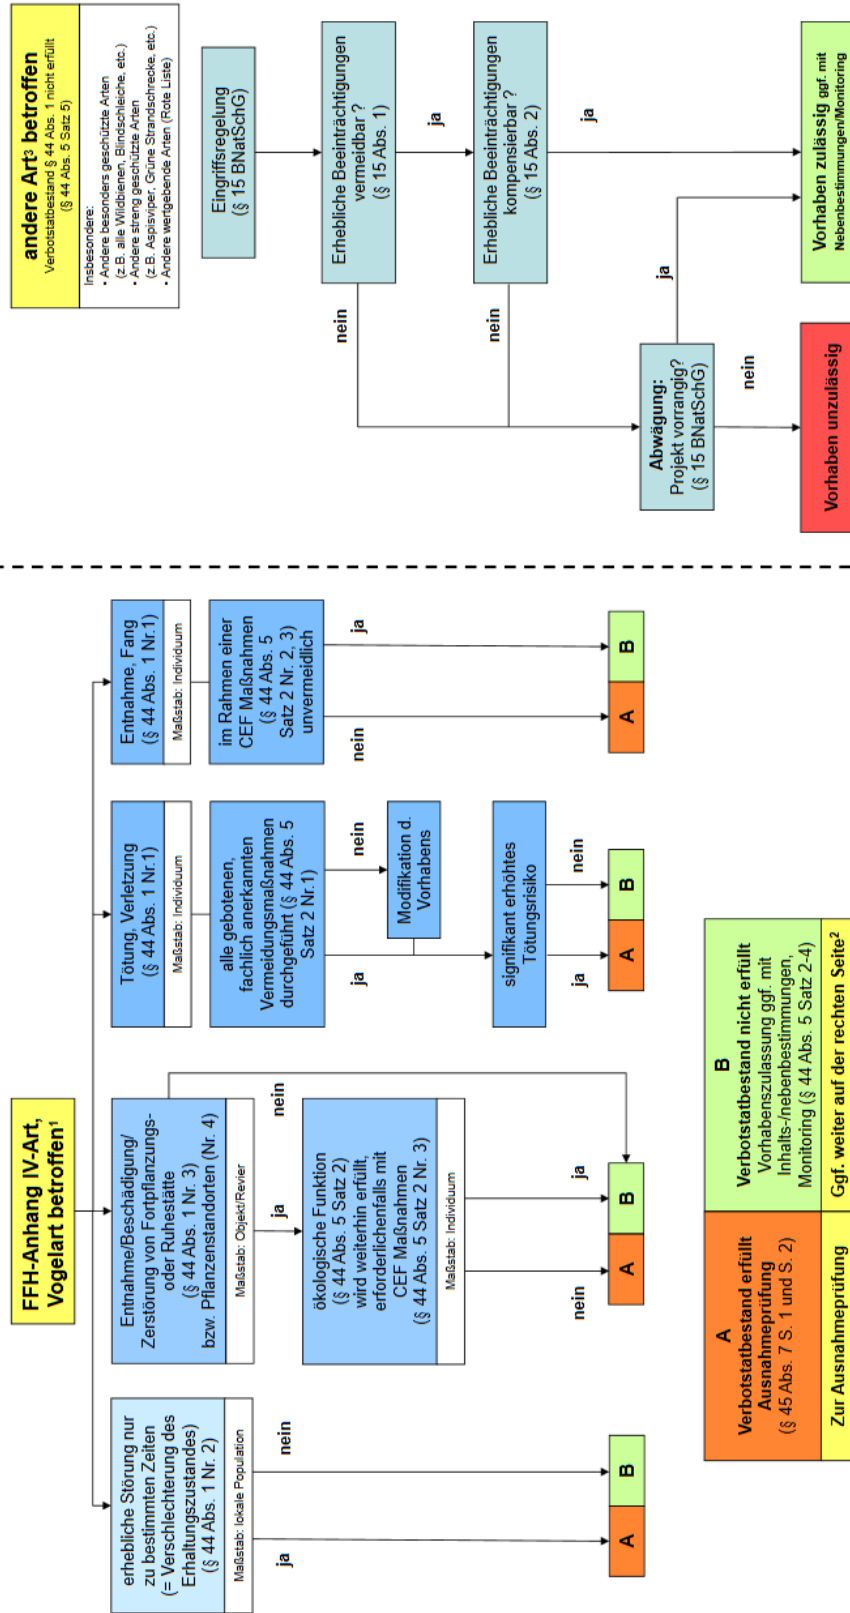 FFH-Anhang IV-Art,
Vogelart betroffen¹
erhebliche Störung nur
zu bestimmten Zeiten
(= Verschlechterung des
Erhaltungszustandes)
(§ 44 Abs. 1 Nr. 2)
Maßstab: lokale Population
ja
nein
A
B
Entnahme/Beschädigung/
Zerstörung von Fortpflanzungs-
oder Ruhestätte
(§ 44 Abs. 1 Nr. 3)
bzw. Pflanzenstandorten (Nr. 4)
Maßstab: Objekt/Revier
ja
nein
ökologische Funktion
(§ 44 Abs. 5 Satz 2)
wird weiterhin erfüllt,
erforderlichenfalls mit
CEF Maßnahmen
(§ 44 Abs. 5 Satz 2 Nr. 3)
Maßstab: Individuum
nein
ja
A
B
Tötung, Verletzung
(§ 44 Abs. 1 Nr.1)
Maßstab: Individuum
alle gebotenen,
fachlich anerkannten
Vermeidungsmaßnahmen
durchgeführt (§ 44 Abs. 5
Satz 2 Nr.1)
ja
nein
Modifikation d.
Vorhabens
signifikant erhöhtes
Tötungsrisiko
ja
nein
A
B
Entnahme, Fang
(§ 44 Abs. 1 Nr.1)
Maßstab: Individuum
im Rahmen einer
CEF Maßnahmen
(§ 44 Abs. 5
Satz 2 Nr. 2, 3)
unvermeidlich
nein
ja
A
B
A
Verbotstatbestand erfüllt
Ausnahmeprüfung
(§ 45 Abs. 7 S. 1 und S. 2)
Zur Ausnahmeprüfung
B
Verbotstatbestand nicht erfüllt
Vorhabenszulassung ggf. mit
Inhalts-/nebenbestimmungen,
Monitoring (§ 44 Abs. 5 Satz 2-4)
Ggf. weiter auf der rechten Seite²
andere Art³ betroffen
Verbotstatbestand § 44 Abs. 1 nicht erfüllt
(§ 44 Abs. 5 Satz 5)
Insbesondere:
• Andere besonders geschützte Arten
(z.B. alle Wildbienen, Blindschleiche, etc.)
• Andere streng geschützte Arten
(z.B. Aspisviper, Grüne Strandschrecke, etc.)
• Andere wertgebende Arten (Rote Liste)
Eingriffsregelung
(§ 15 BNatSchG)
Erhebliche Beeinträchtigungen
vermeidbar ?
(§ 15 Abs. 1)
nein
ja
Erhebliche Beeinträchtigungen
kompensierbar ?
(§ 15 Abs. 2)
nein
ja
Abwägung:
Projekt vorrangig?
(§ 15 BNatSchG)
nein
ja
Vorhaben unzulässig
Vorhaben zulässig ggf. mit
Nebenbestimmungen/Monitoring